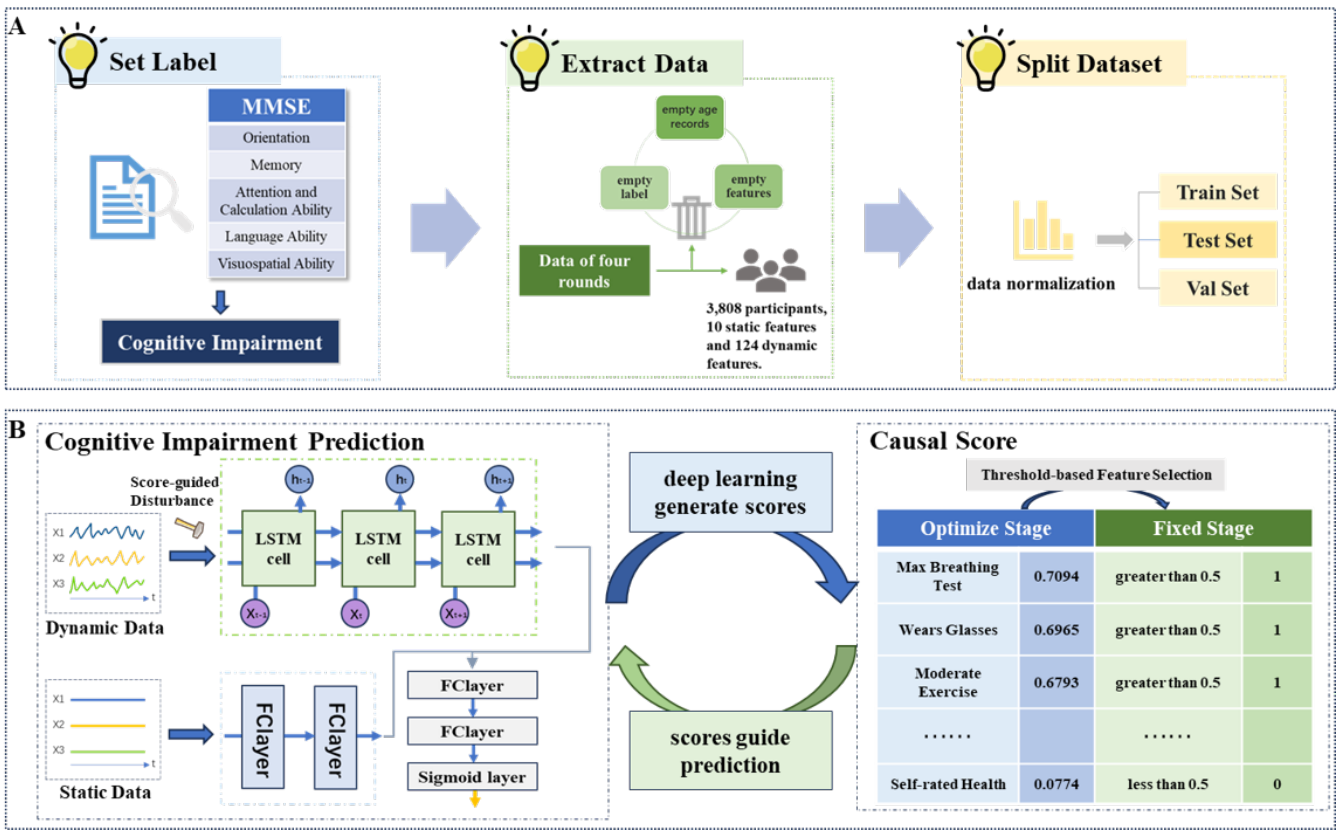 A
Set Label
MMSE
Orientation
Memory
Attention and
Calculation Ability
Language Ability
Visuospatial Ability
Cognitive Impairment
Extract Data
empty age
records
empty
label
empty
features
Data of four
rounds
3,808 participants,
10 static features
and 124 dynamic
features.
Split Dataset
data normalization
Train Set
Test Set
Val Set
B
Cognitive Impairment Prediction
Score-guided
Disturbance
X1
X2
X3
t
Dynamic Data
ht-1
ht
ht+1
LSTM
cell
LSTM
cell
LSTM
cell
Xt-1
Xt
Xt+1
X1
X2
X3
t
Static Data
FClayer
FClayer
FClayer
FClayer
Sigmoid layer
deep learning
generate scores
scores guide
prediction
Causal Score
Threshold-based Feature Selection
Optimize Stage
Fixed Stage
Max Breathing
Test
0.7094
greater than 0.5
1
Wears Glasses
0.6965
greater than 0.5
1
Moderate
Exercise
0.6793
greater than 0.5
1
......
......
Self-rated Health
0.0774
less than 0.5
0